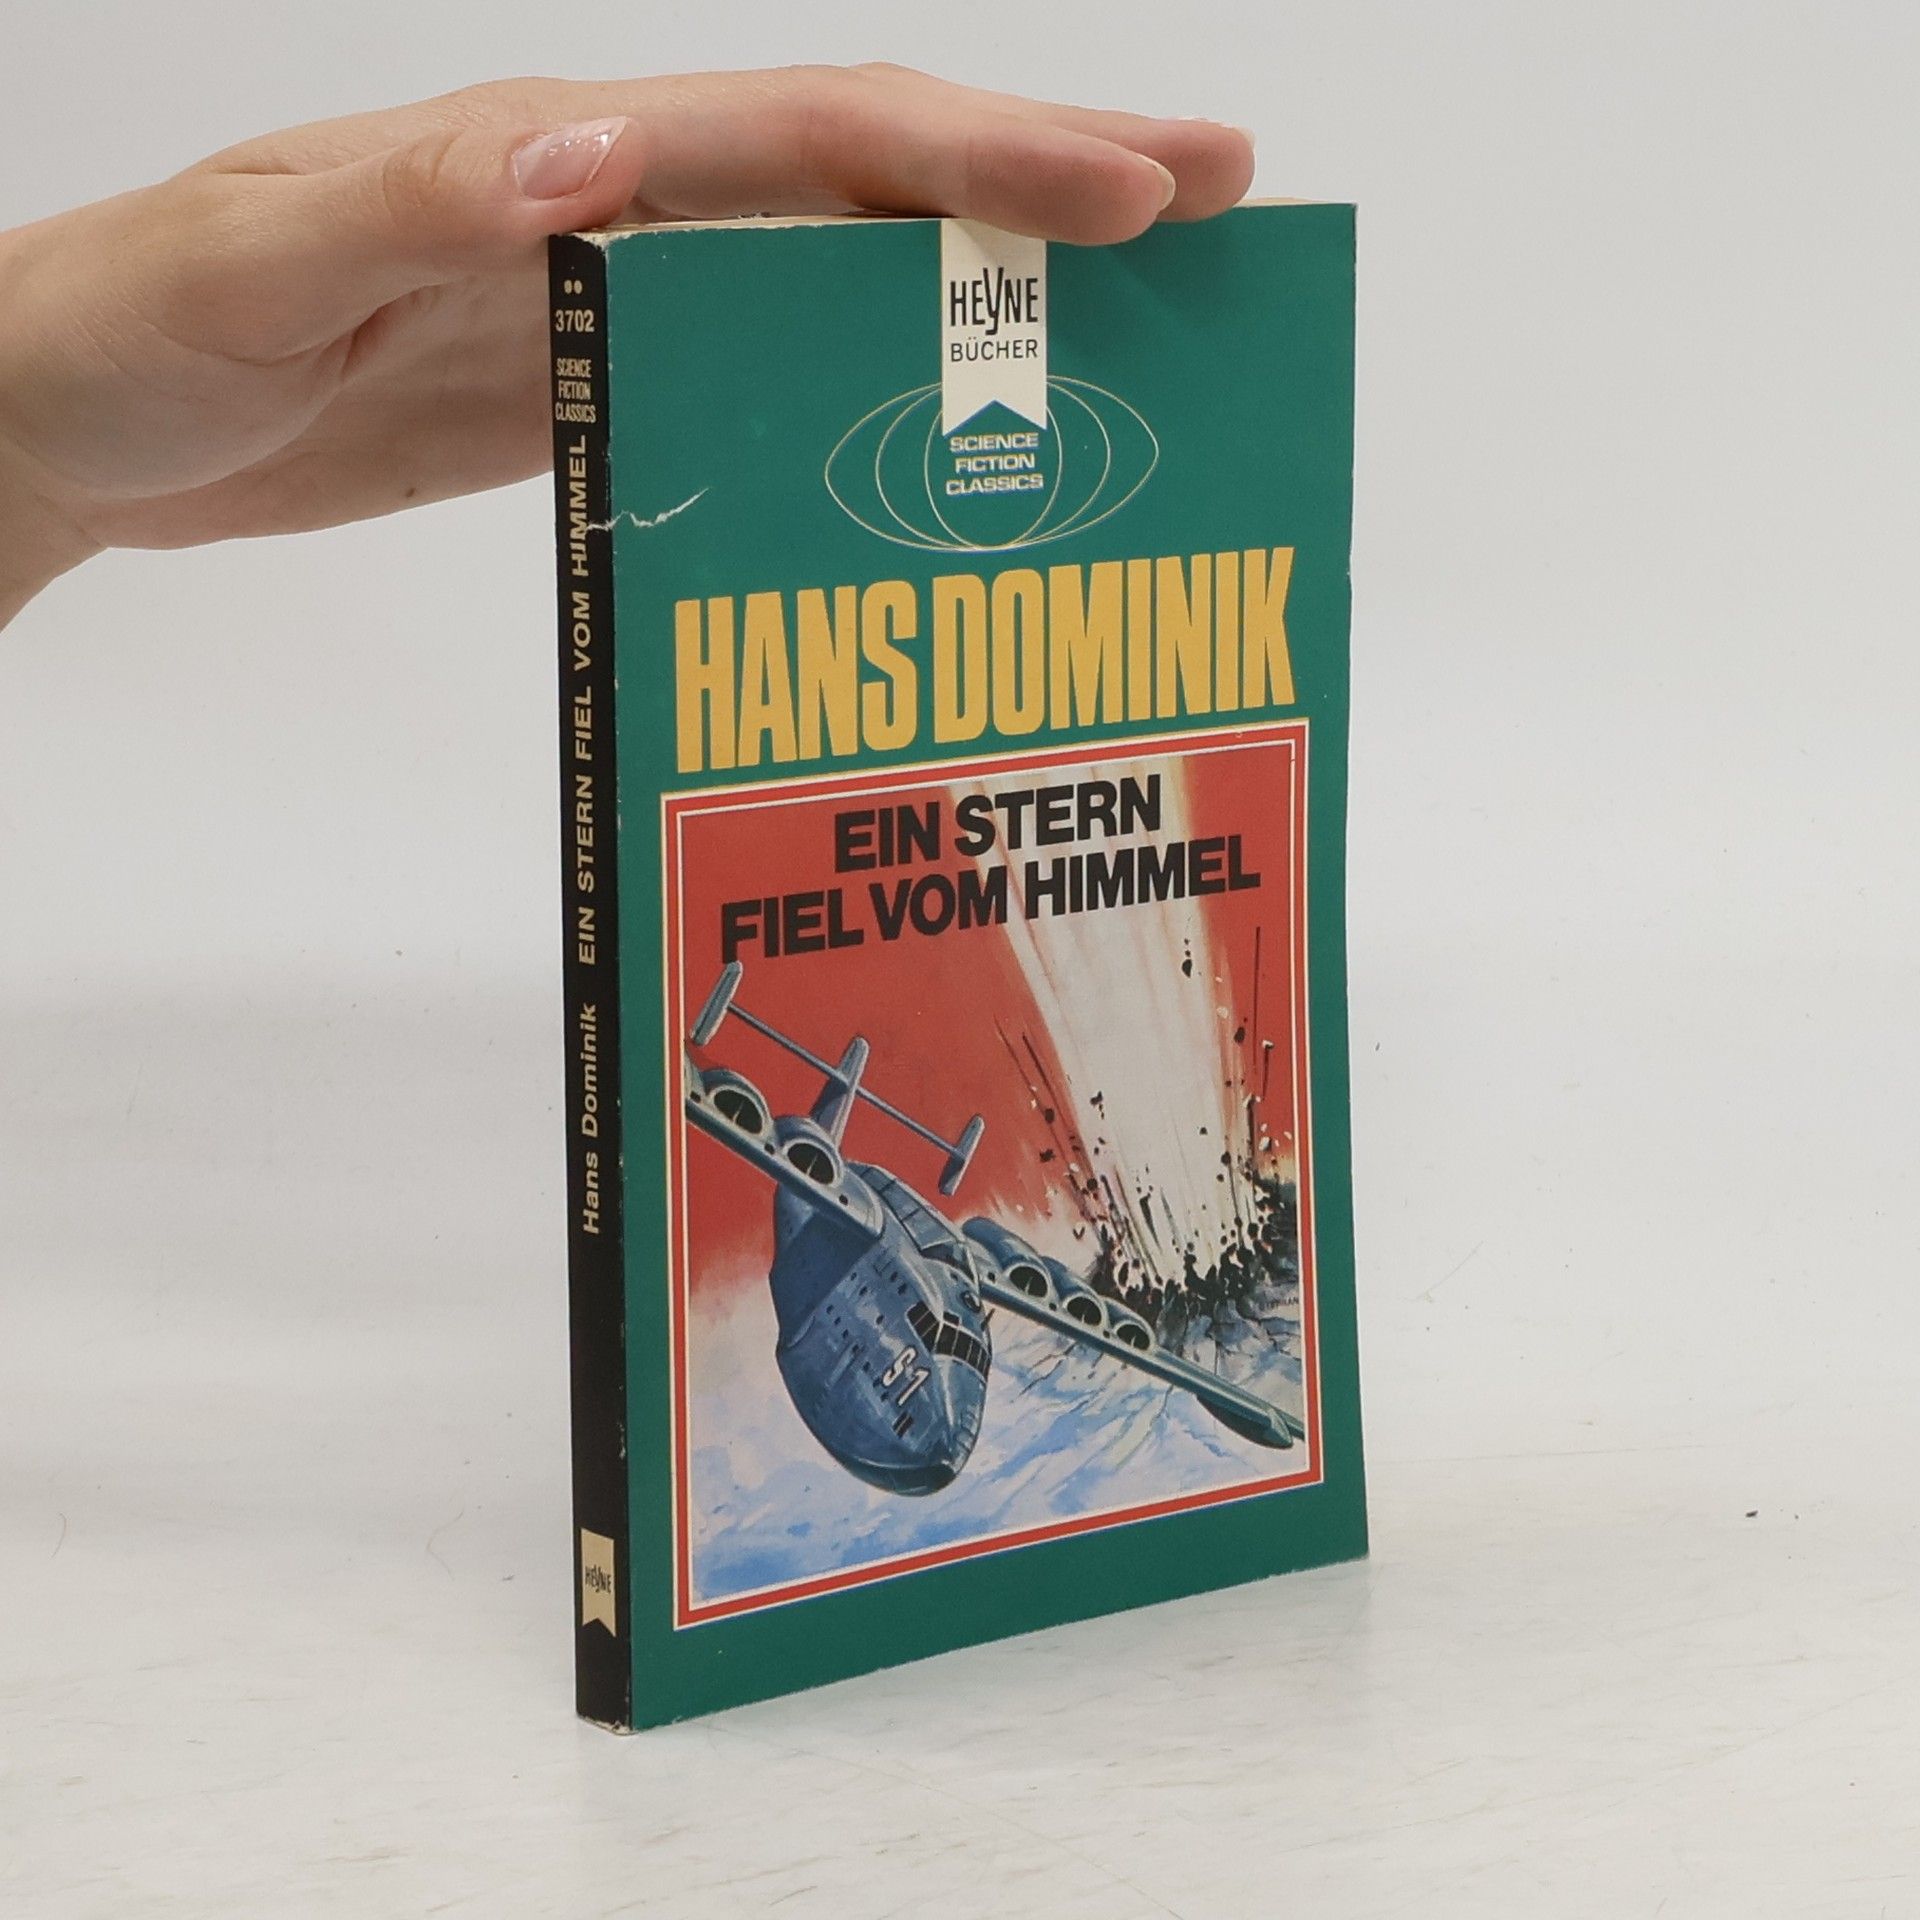 3702
SCIENCE
FICTION
CLASSICS
Hans Dominik EIN STERN FIEL VOM HIMMEL
HEYNE
HEYNE
BÜCHER
SCIENCE
FICTION
CLASSICS
HANS DOMINIK
EIN STERN
FIEL VOM HIMMEL
S1